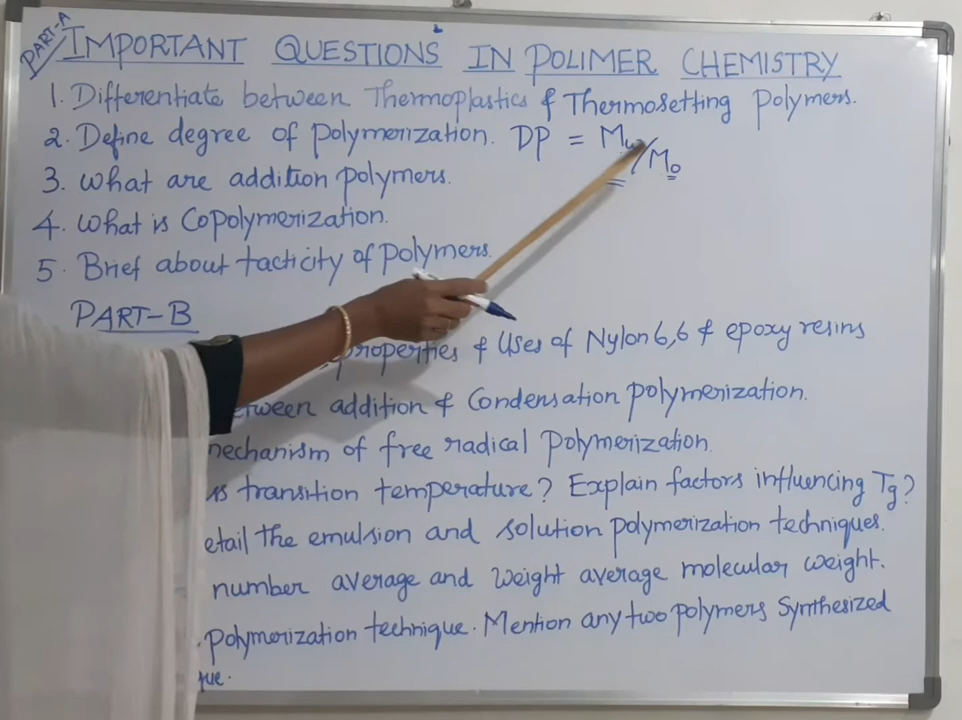 PART-A
IMPORTANT QUESTIONS IN POLIMER CHEMISTRY
1. Differentiate between Thermoplastics & Thermosetting Polymers.
2. Define degree of polymerization. DP = Mw/Mo
3. What are addition polymers.
4. What is Copolymerization.
5. Brief about tacticity of Polymers.
PART-B
properties & Uses of Nylon 6,6 & epoxy resins
etween addition & Condensation polymerization.
mechanism of free radical Polymerization.
transition temperature? Explain factors influencing Tg?
etail the emulsion and solution polymerization techniques.
number average and weight average molecular weight.
polymerization technique. Mention any two polymers Synthesized
que.